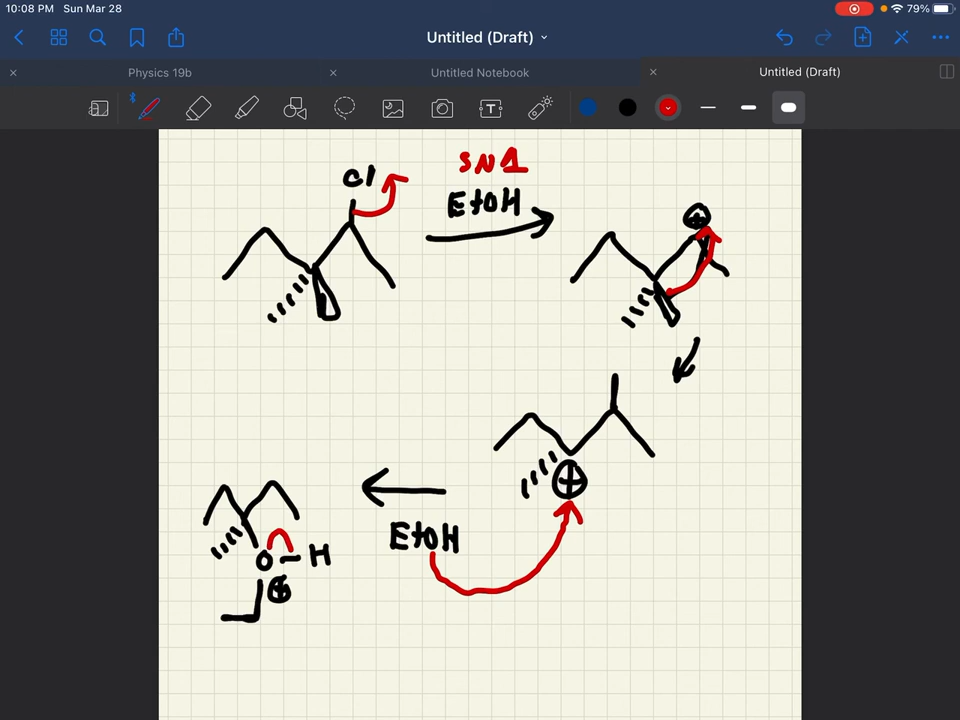 10:08 PM Sun Mar 28
79%
Untitled (Draft)
Physics 19b
Untitled Notebook
Untitled (Draft)
T
SN1
Cl
EtOH
⊕
⊕
EtOH
O-H
⊕